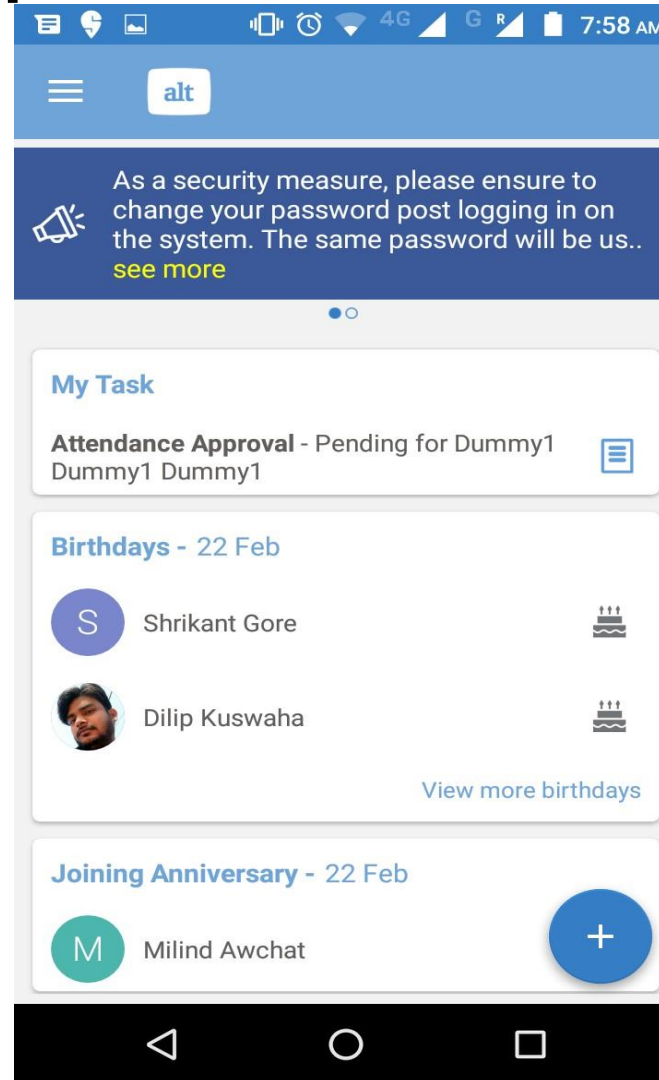 4G G R 7:58 AM
alt
As a security measure, please ensure to
change your password post logging in on
the system. The same password will be us..
see more
My Task
Attendance Approval - Pending for Dummy1
Dummy1 Dummy1
Birthdays - 22 Feb
S Shrikant Gore
Dilip Kuswaha
View more birthdays
Joining Anniversary - 22 Feb
M Milind Awchat
+